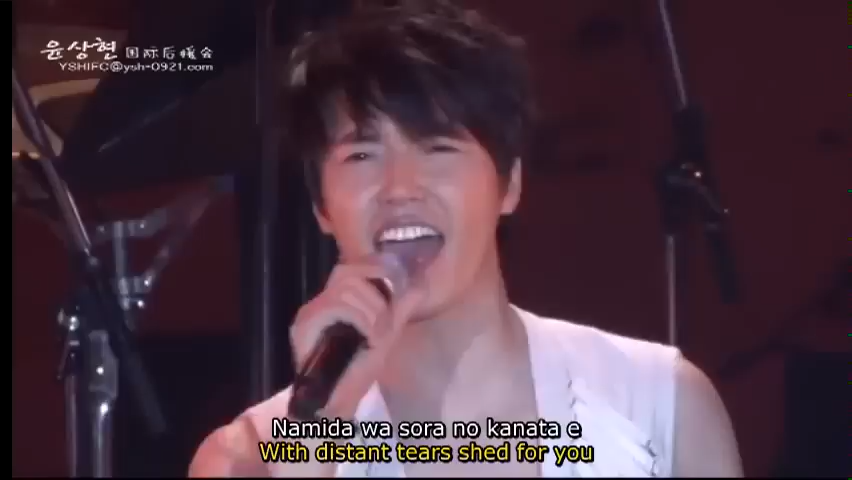 윤상현 国际后援会
YSHIFC@ysh-0921.com
Namida wa sora no kanata e
With distant tears shed for you